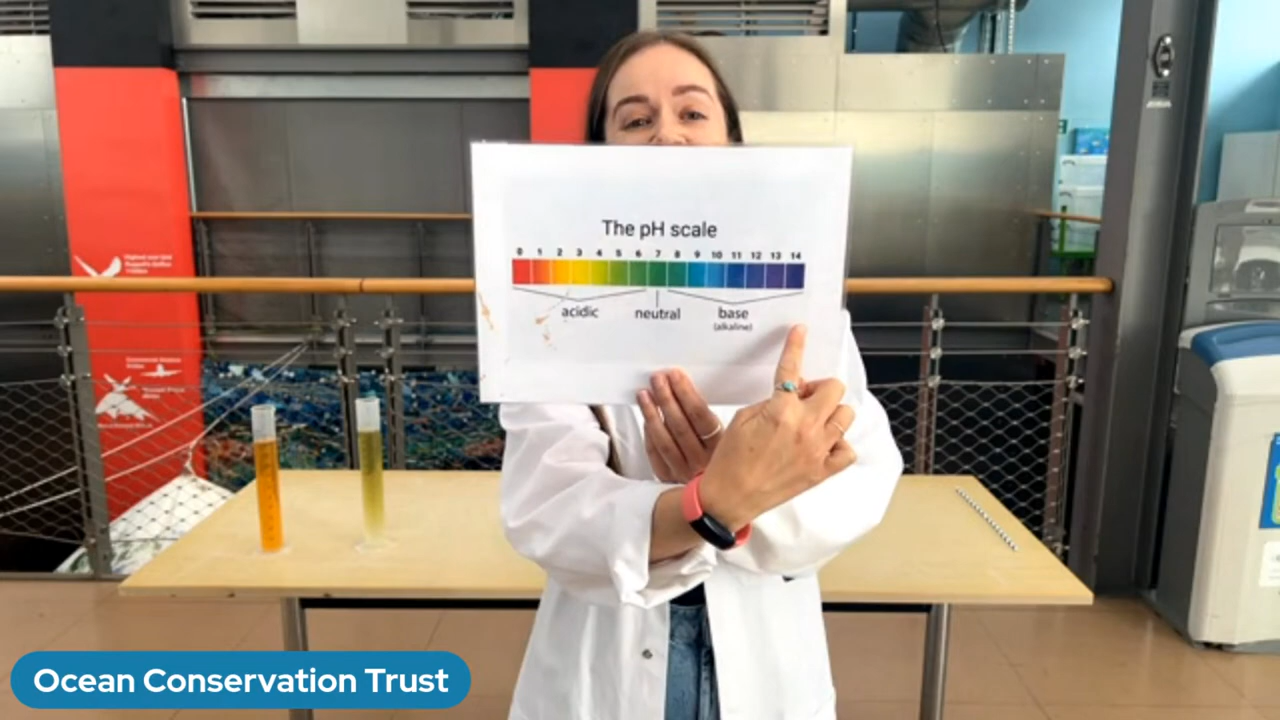 The pH scale
0 1 2 3 4 5 6 7 8 9 10 11 12 13 14
acidic neutral base
(alkaline)
Ocean Conservation Trust